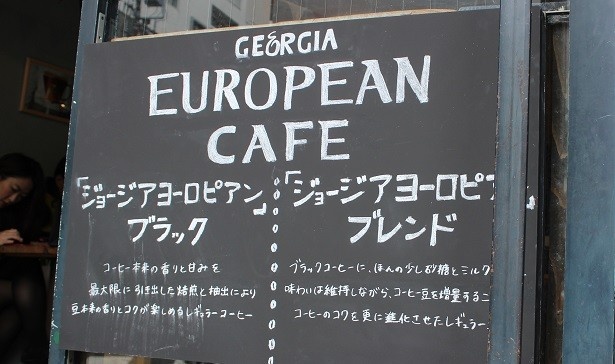 GEORGIA
EUROPEAN
CAFE
「ジョージアヨーロピアン」
ブラック
コーヒー本来の香りと甘みを
最大限に引き出した焙煎と抽出により
豆本来の香りとコクが楽しめるレギュラーコーヒー
「ジョージアヨーロピア
ブレンド
ブラックコーヒーに、ほんの少し砂糖とミルク
味わいは維持しながら、コーヒー豆を増量するこ
コーヒーのコクを更に進化させたレギュラー